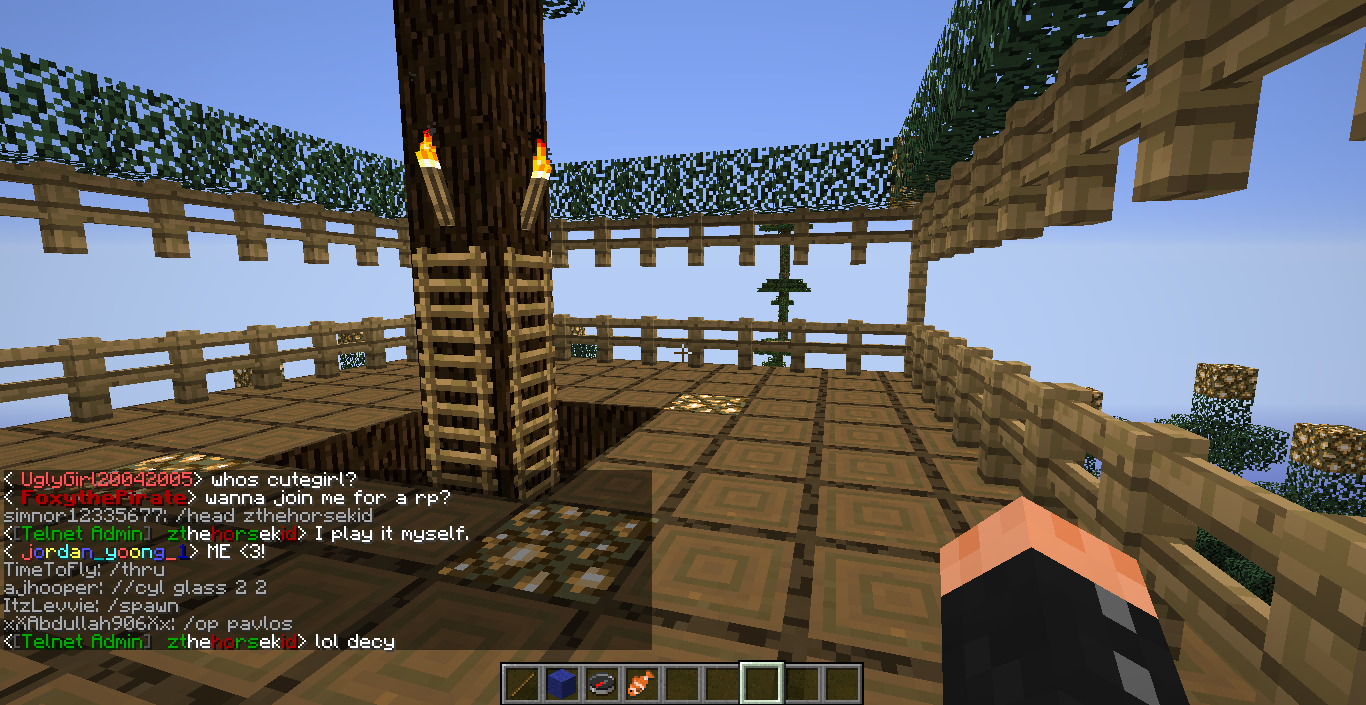 < UglyGirl20042005> whos cutegirl?
< FoxythePirate> wanna join me for a rp?
simnor12335677: /head zthehorsekid
<[Telnet Admin] zthehorsekid> I play it myself.
< jordan_yoong_1> ME <3!
TimeToFly: /thru
ajhooper: //cyl glass 2 2
ItzLevvie: /spawn
xXAbdullah906Xx: /op pavlos
<[Telnet Admin] zthehorsekid> lol decy